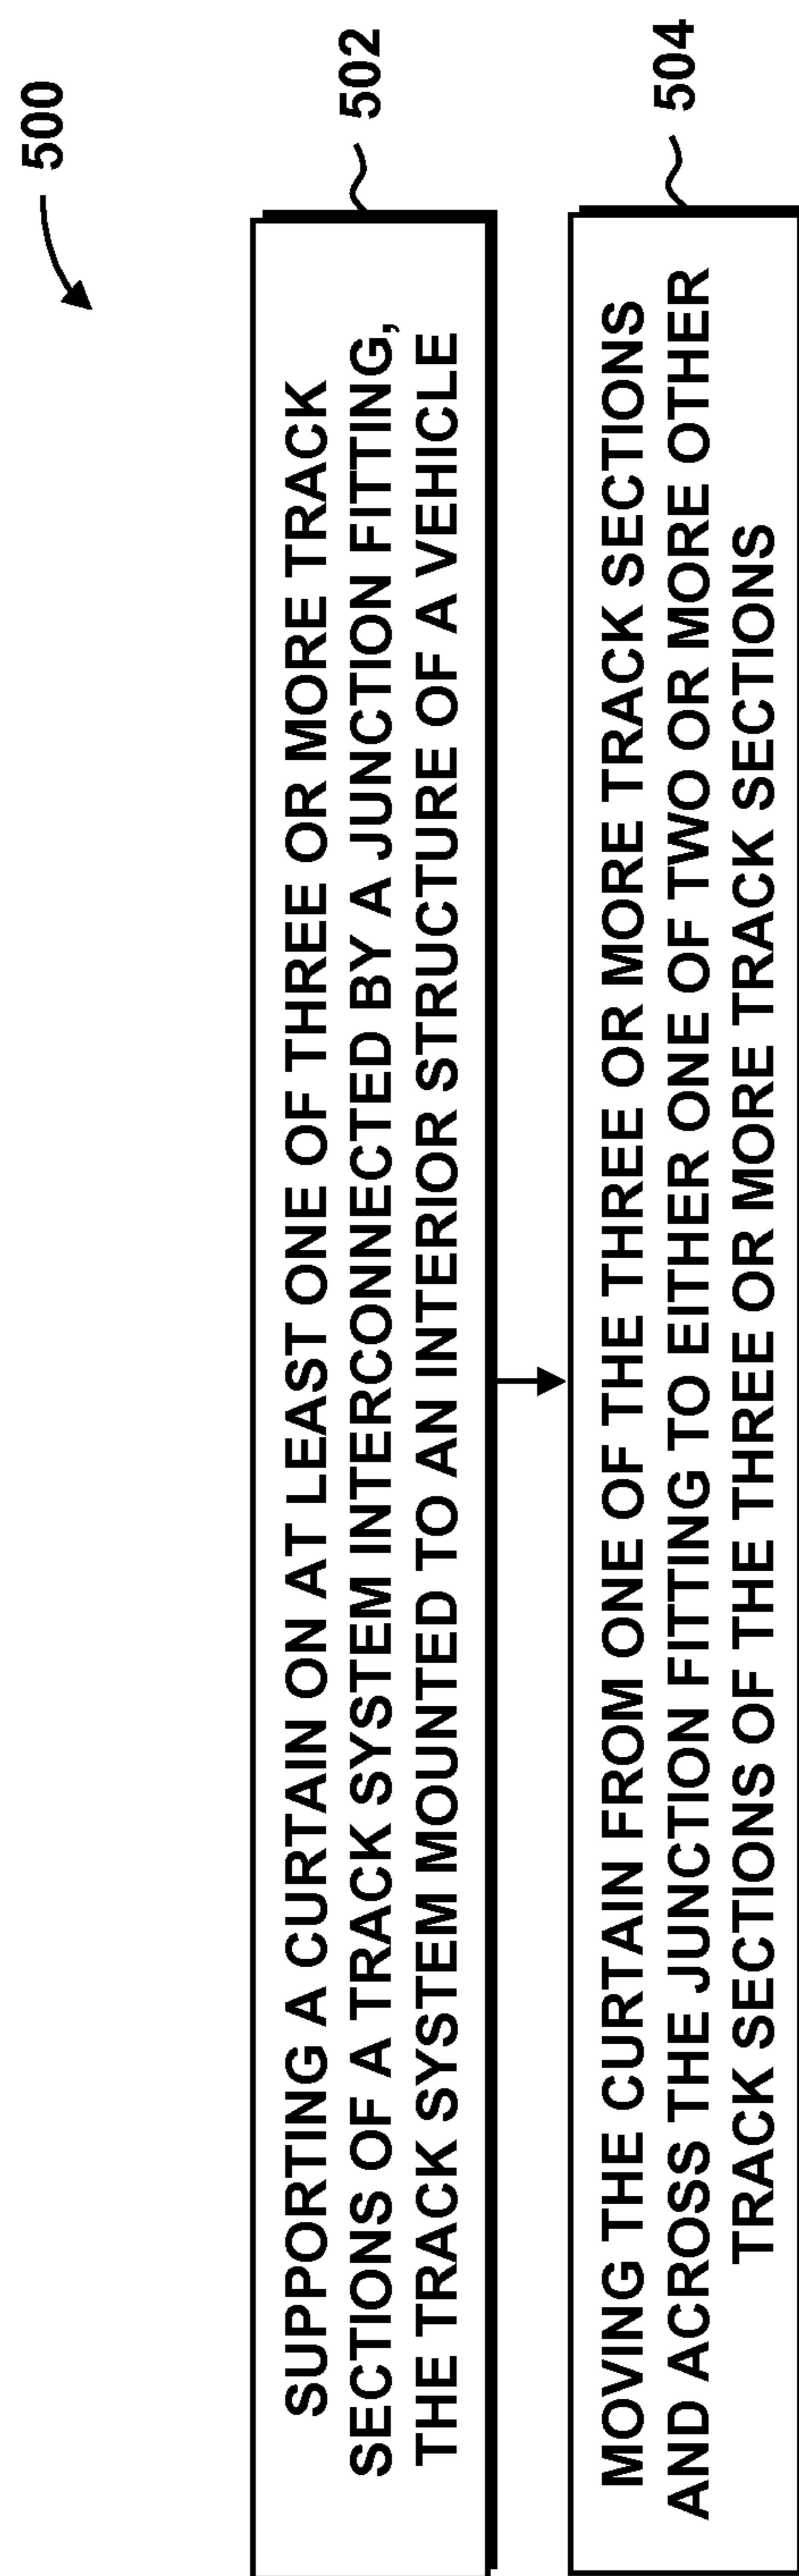 500
SUPPORTING A CURTAIN ON AT LEAST ONE OF THREE OR MORE TRACK
SECTIONS OF A TRACK SYSTEM INTERCONNECTED BY A JUNCTION FITTING,
THE TRACK SYSTEM MOUNTED TO AN INTERIOR STRUCTURE OF A VEHICLE
502
MOVING THE CURTAIN FROM ONE OF THE THREE OR MORE TRACK SECTIONS
AND ACROSS THE JUNCTION FITTING TO EITHER ONE OF TWO OR MORE OTHER
TRACK SECTIONS OF THE THREE OR MORE TRACK SECTIONS
504